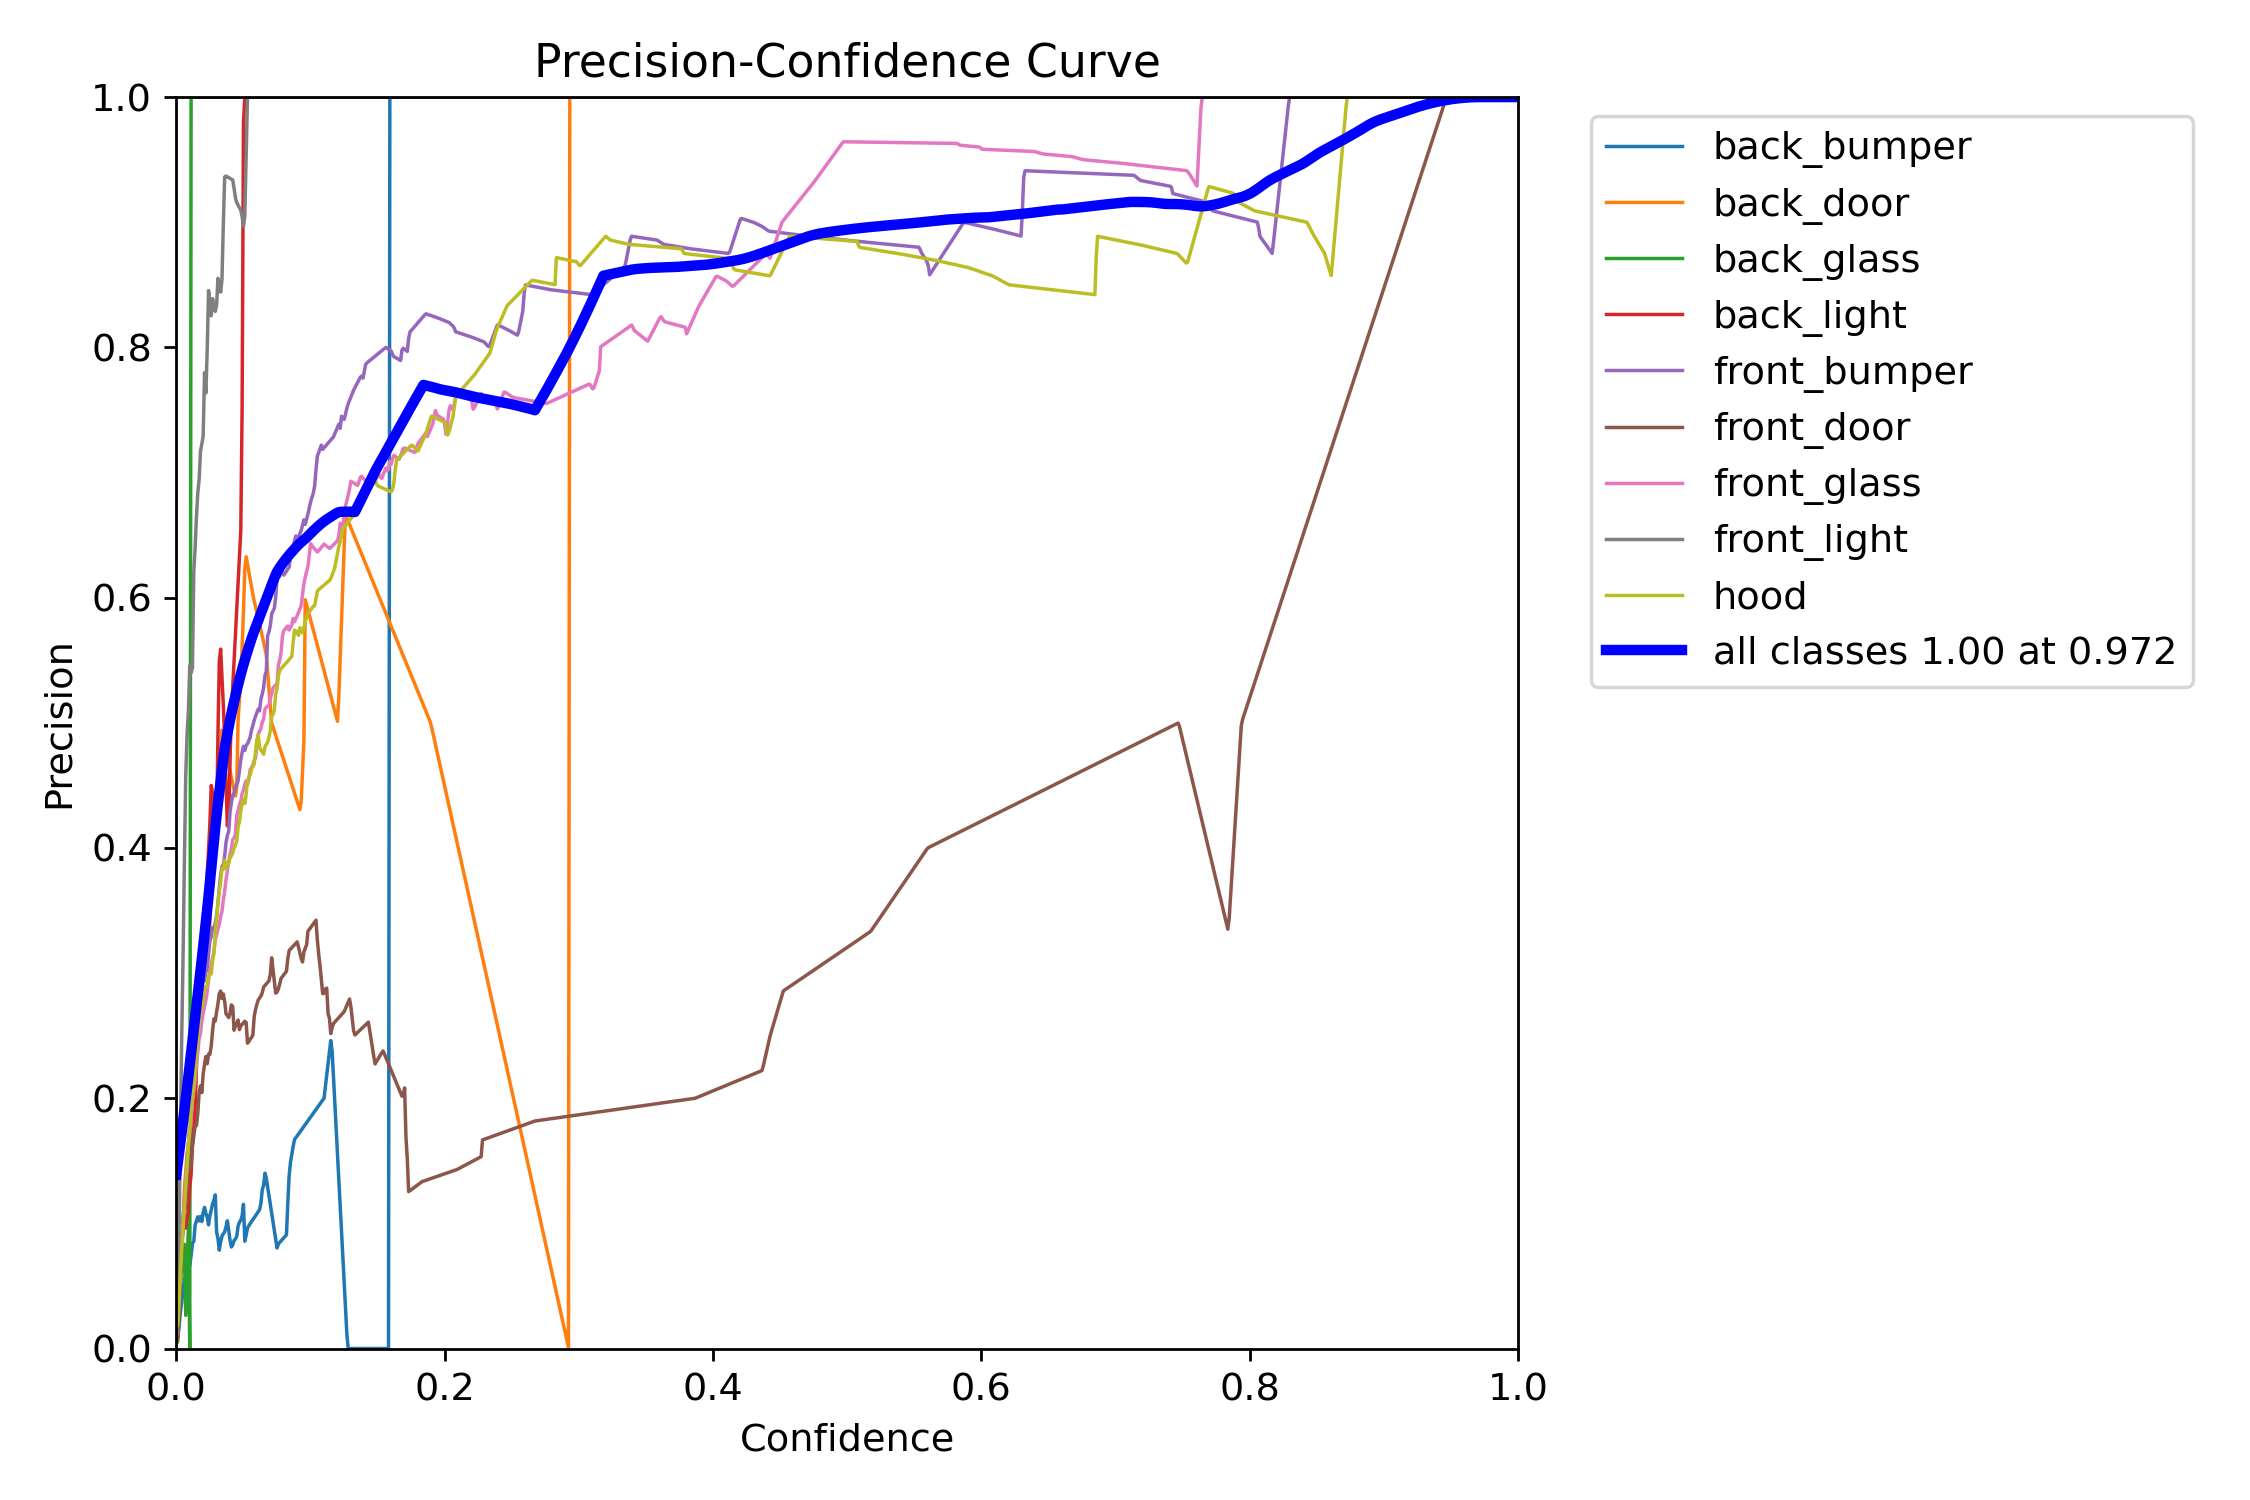 Precision-Confidence Curve
1.0
0.8
0.6
0.4
0.2
0.0
Precision
0.0 0.2 0.4 0.6 0.8 1.0
Confidence
back_bumper
back_door
back_glass
back_light
front_bumper
front_door
front_glass
front_light
hood
all classes 1.00 at 0.972